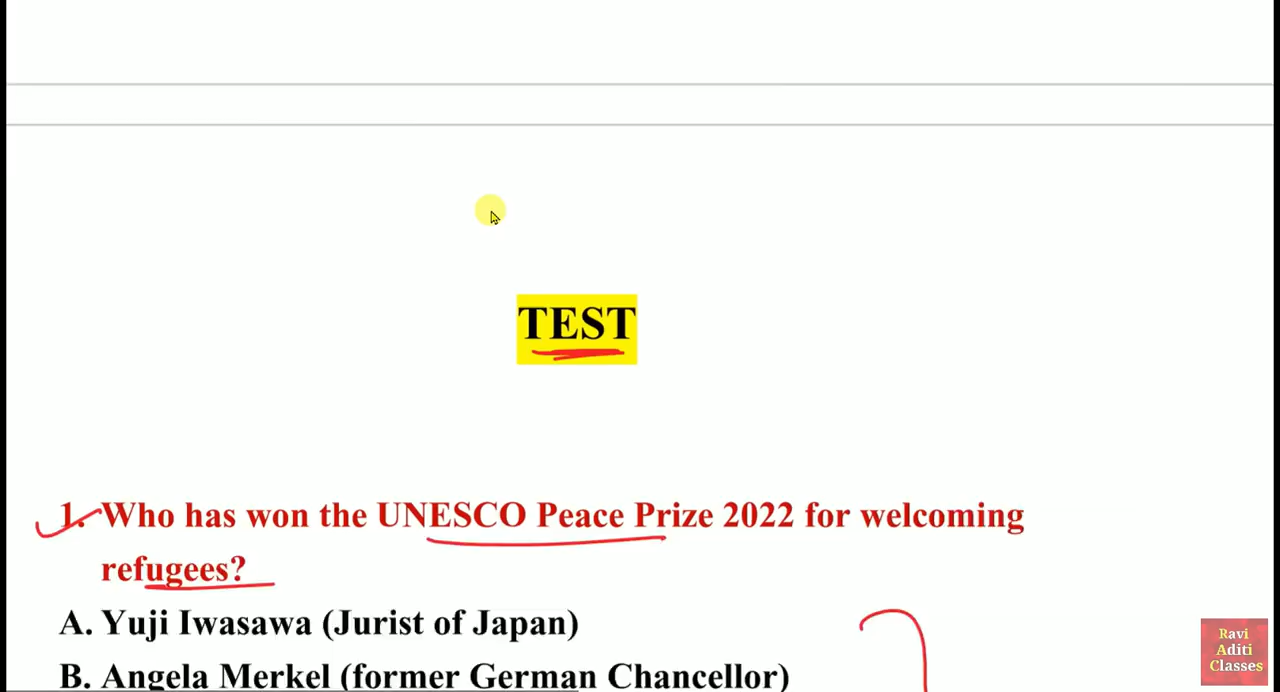 TEST
1. Who has won the UNESCO Peace Prize 2022 for welcoming
refugees?
A. Yuji Iwasawa (Jurist of Japan)
B. Angela Merkel (former German Chancellor)
Ravi
Aditi
Classes